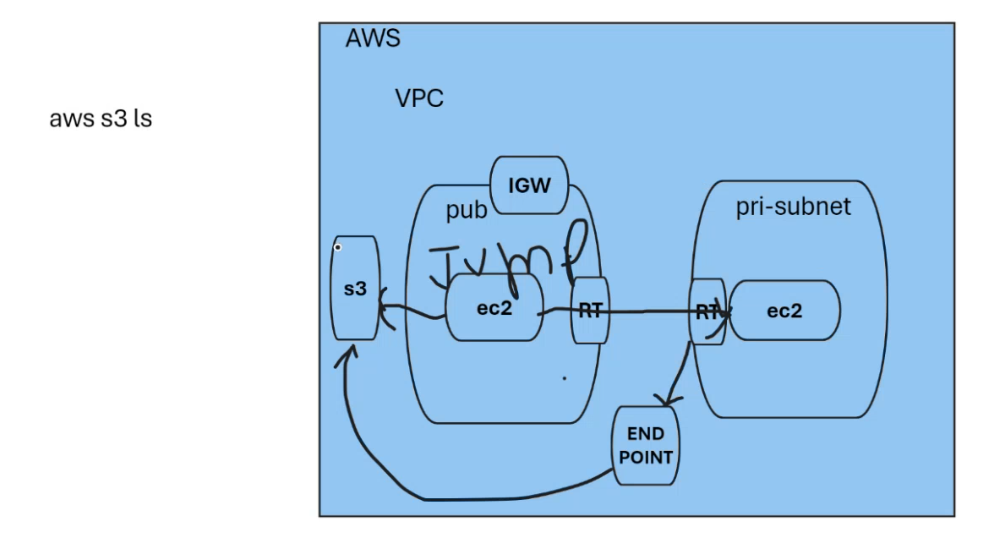 AWS
VPC
aws s3 ls
IGW
pub
pri-subnet
Jump
s3
ec2
RT
RT
ec2
END
POINT